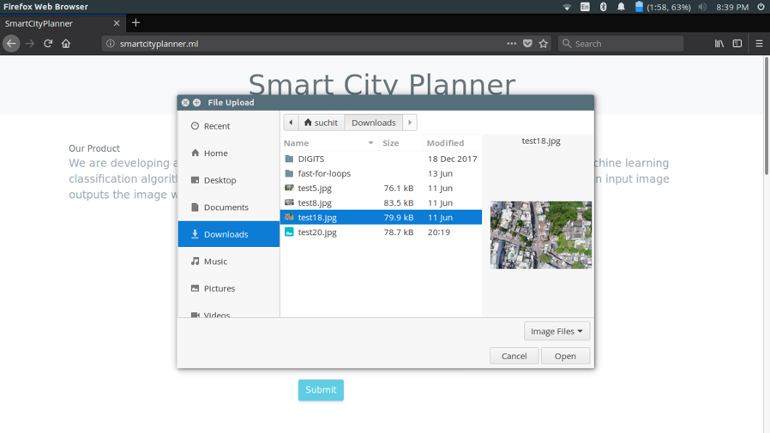 Firefox Web Browser
En
(1:58, 63%)
8:39 PM
SmartCityPlanner
smartcityplanner.ml
Search
Smart City Planner
File Upload
Recent
Home
Desktop
Documents
Downloads
Music
Pictures
Videos
suchit
Downloads
Name Size Modified
DIGITS 18 Dec 2017
fast-for-loops 13 Jun
test5.jpg 76.1 kB 11 Jun
test8.jpg 83.5 kB 11 Jun
test18.jpg 79.9 kB 11 Jun
test20.jpg 78.7 kB 20:19
test18.jpg
Image Files
Cancel
Open
Our Product
We are developing a chine learning
classification algorith n input image
outputs the image w
Submit